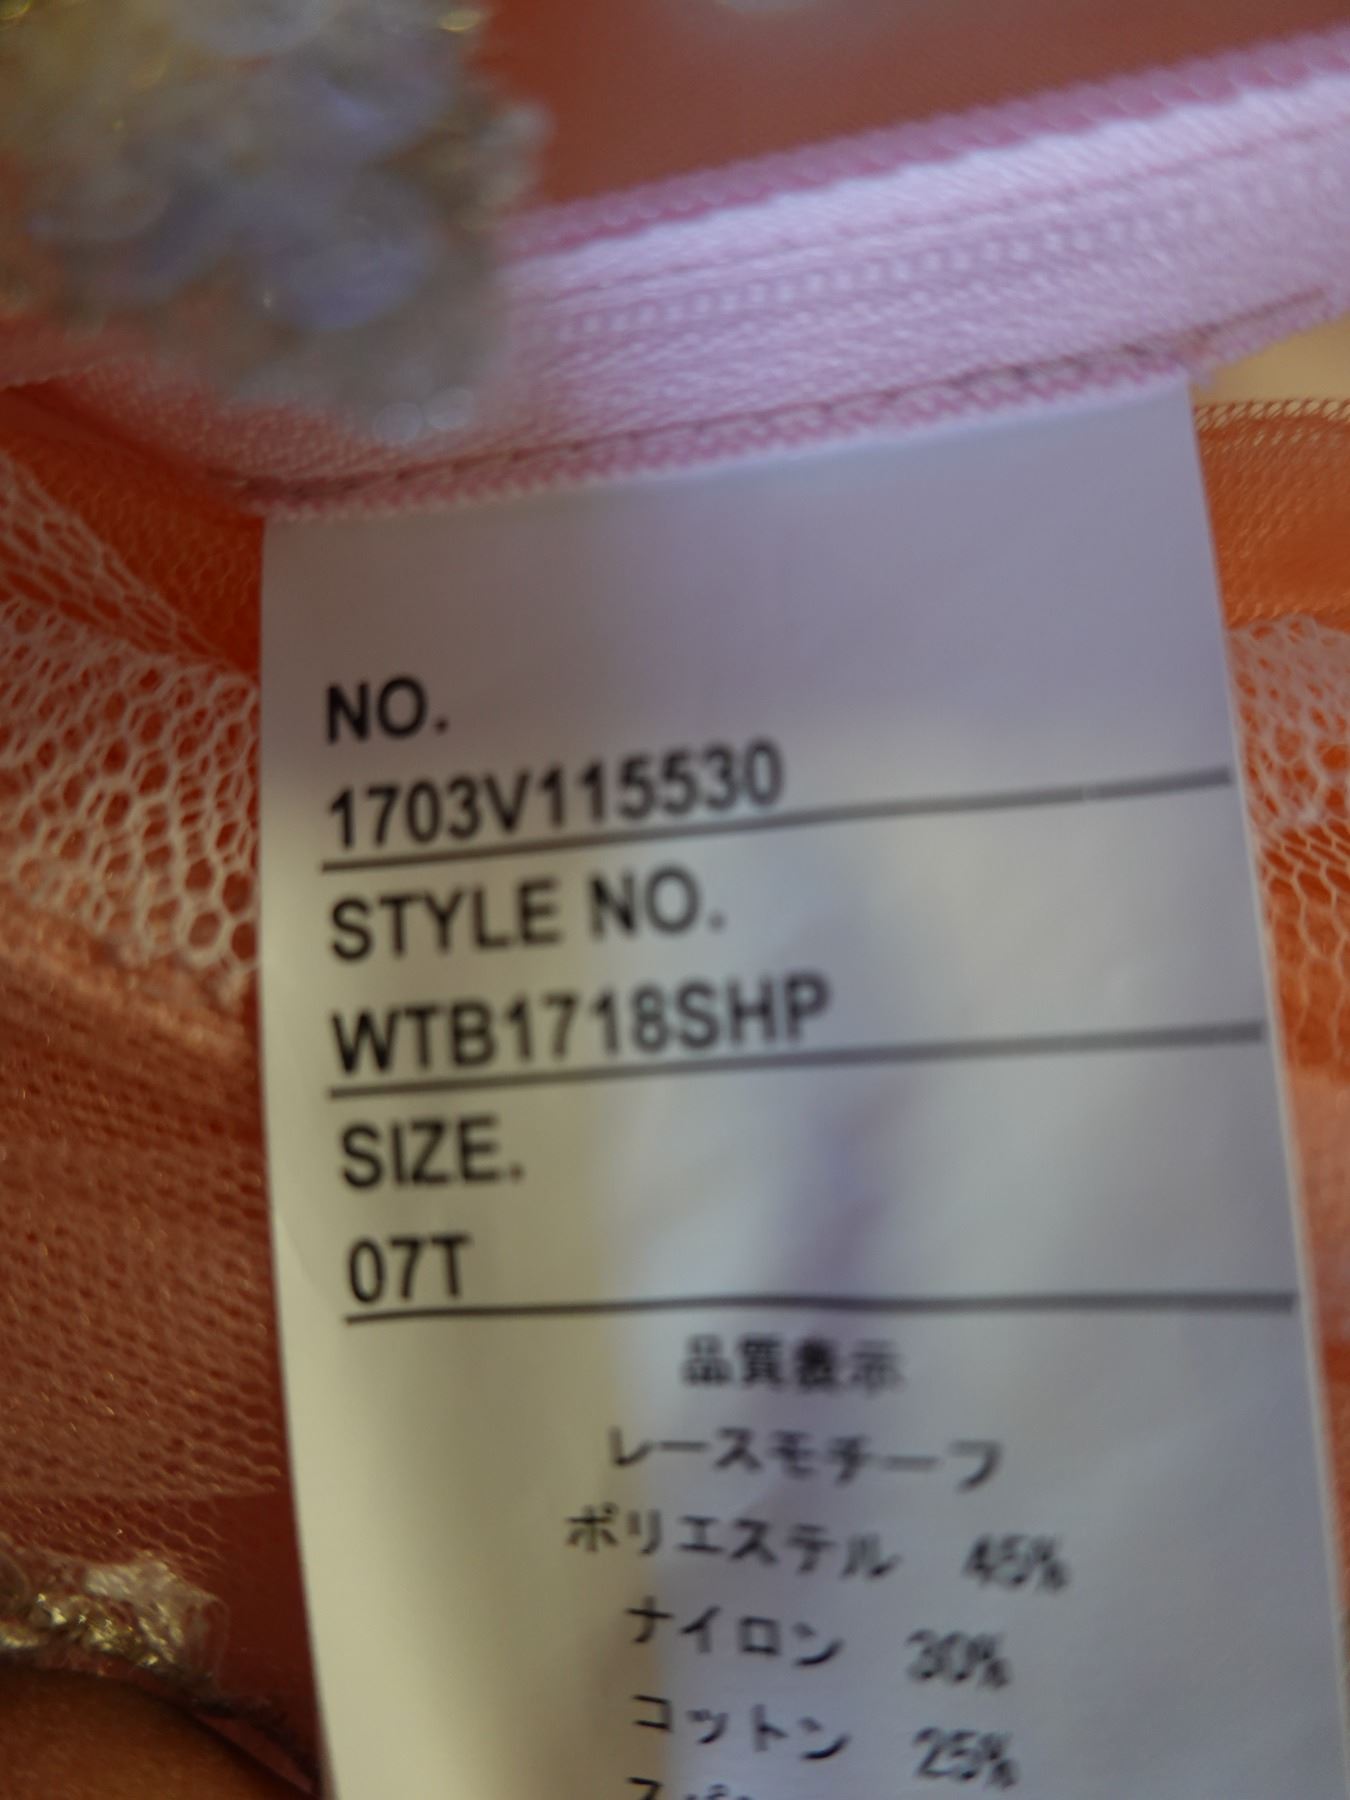 NO.
1703V115530
STYLE NO.
WTB1718SHP
SIZE.
07T
品質表示
レースモチーフ
ポリエステル 45%
ナイロン 30%
コットン 25%